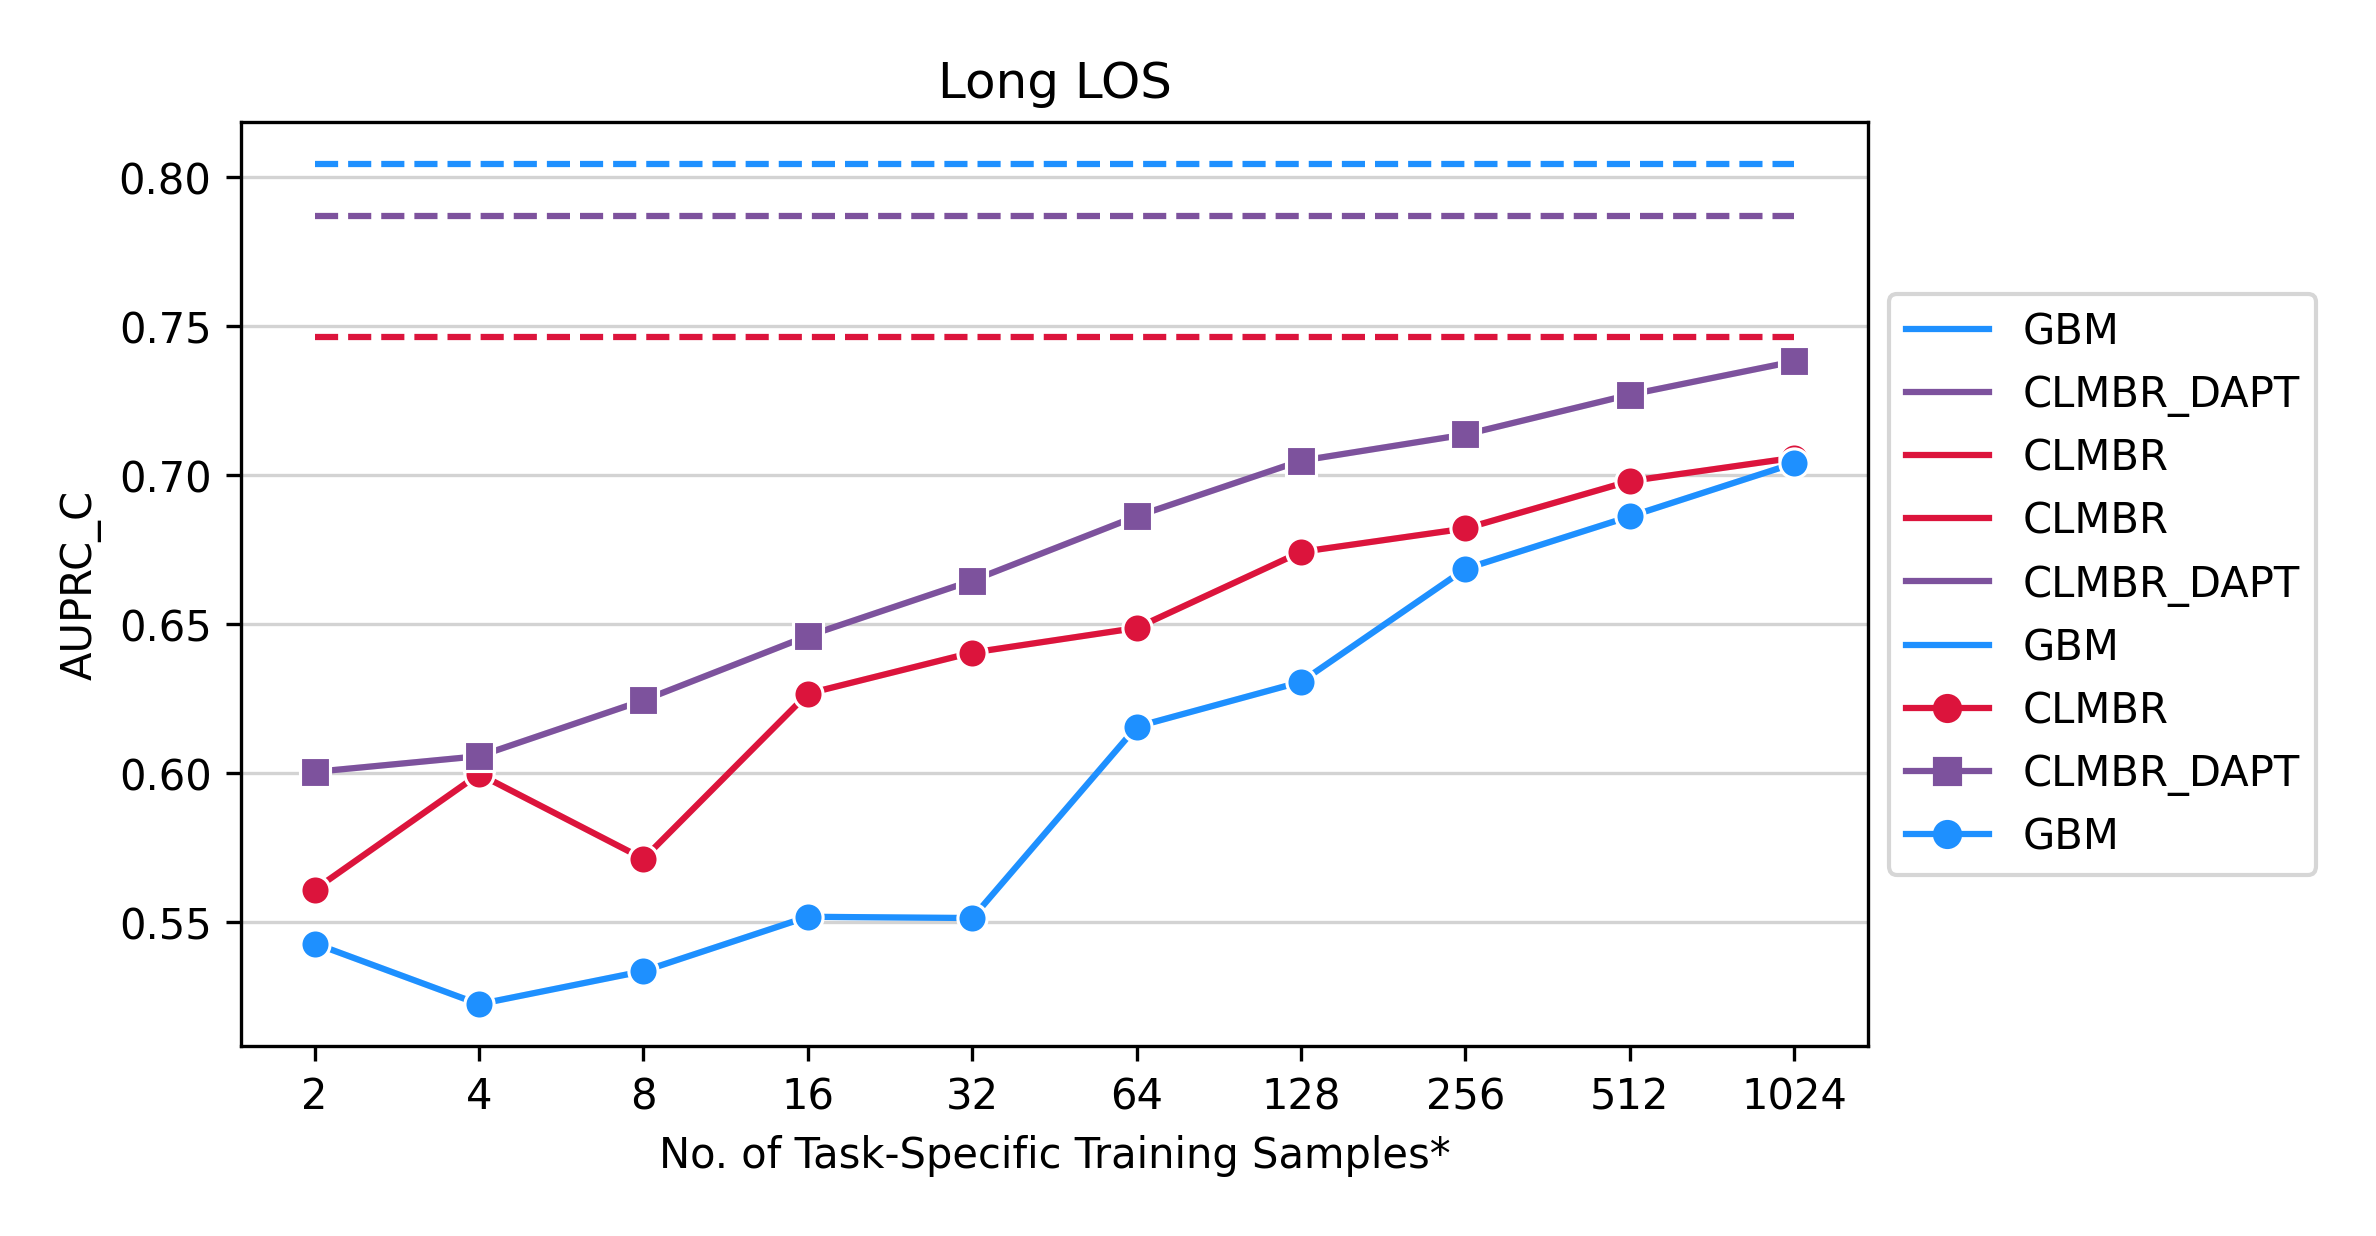 Long LOS
0.80
0.75
0.70
0.65
0.60
0.55
AUPRC_C
2 4 8 16 32 64 128 256 512 1024
No. of Task-Specific Training Samples*
GBM
CLMBR_DAPT
CLMBR
CLMBR
CLMBR_DAPT
GBM
CLMBR
CLMBR_DAPT
GBM